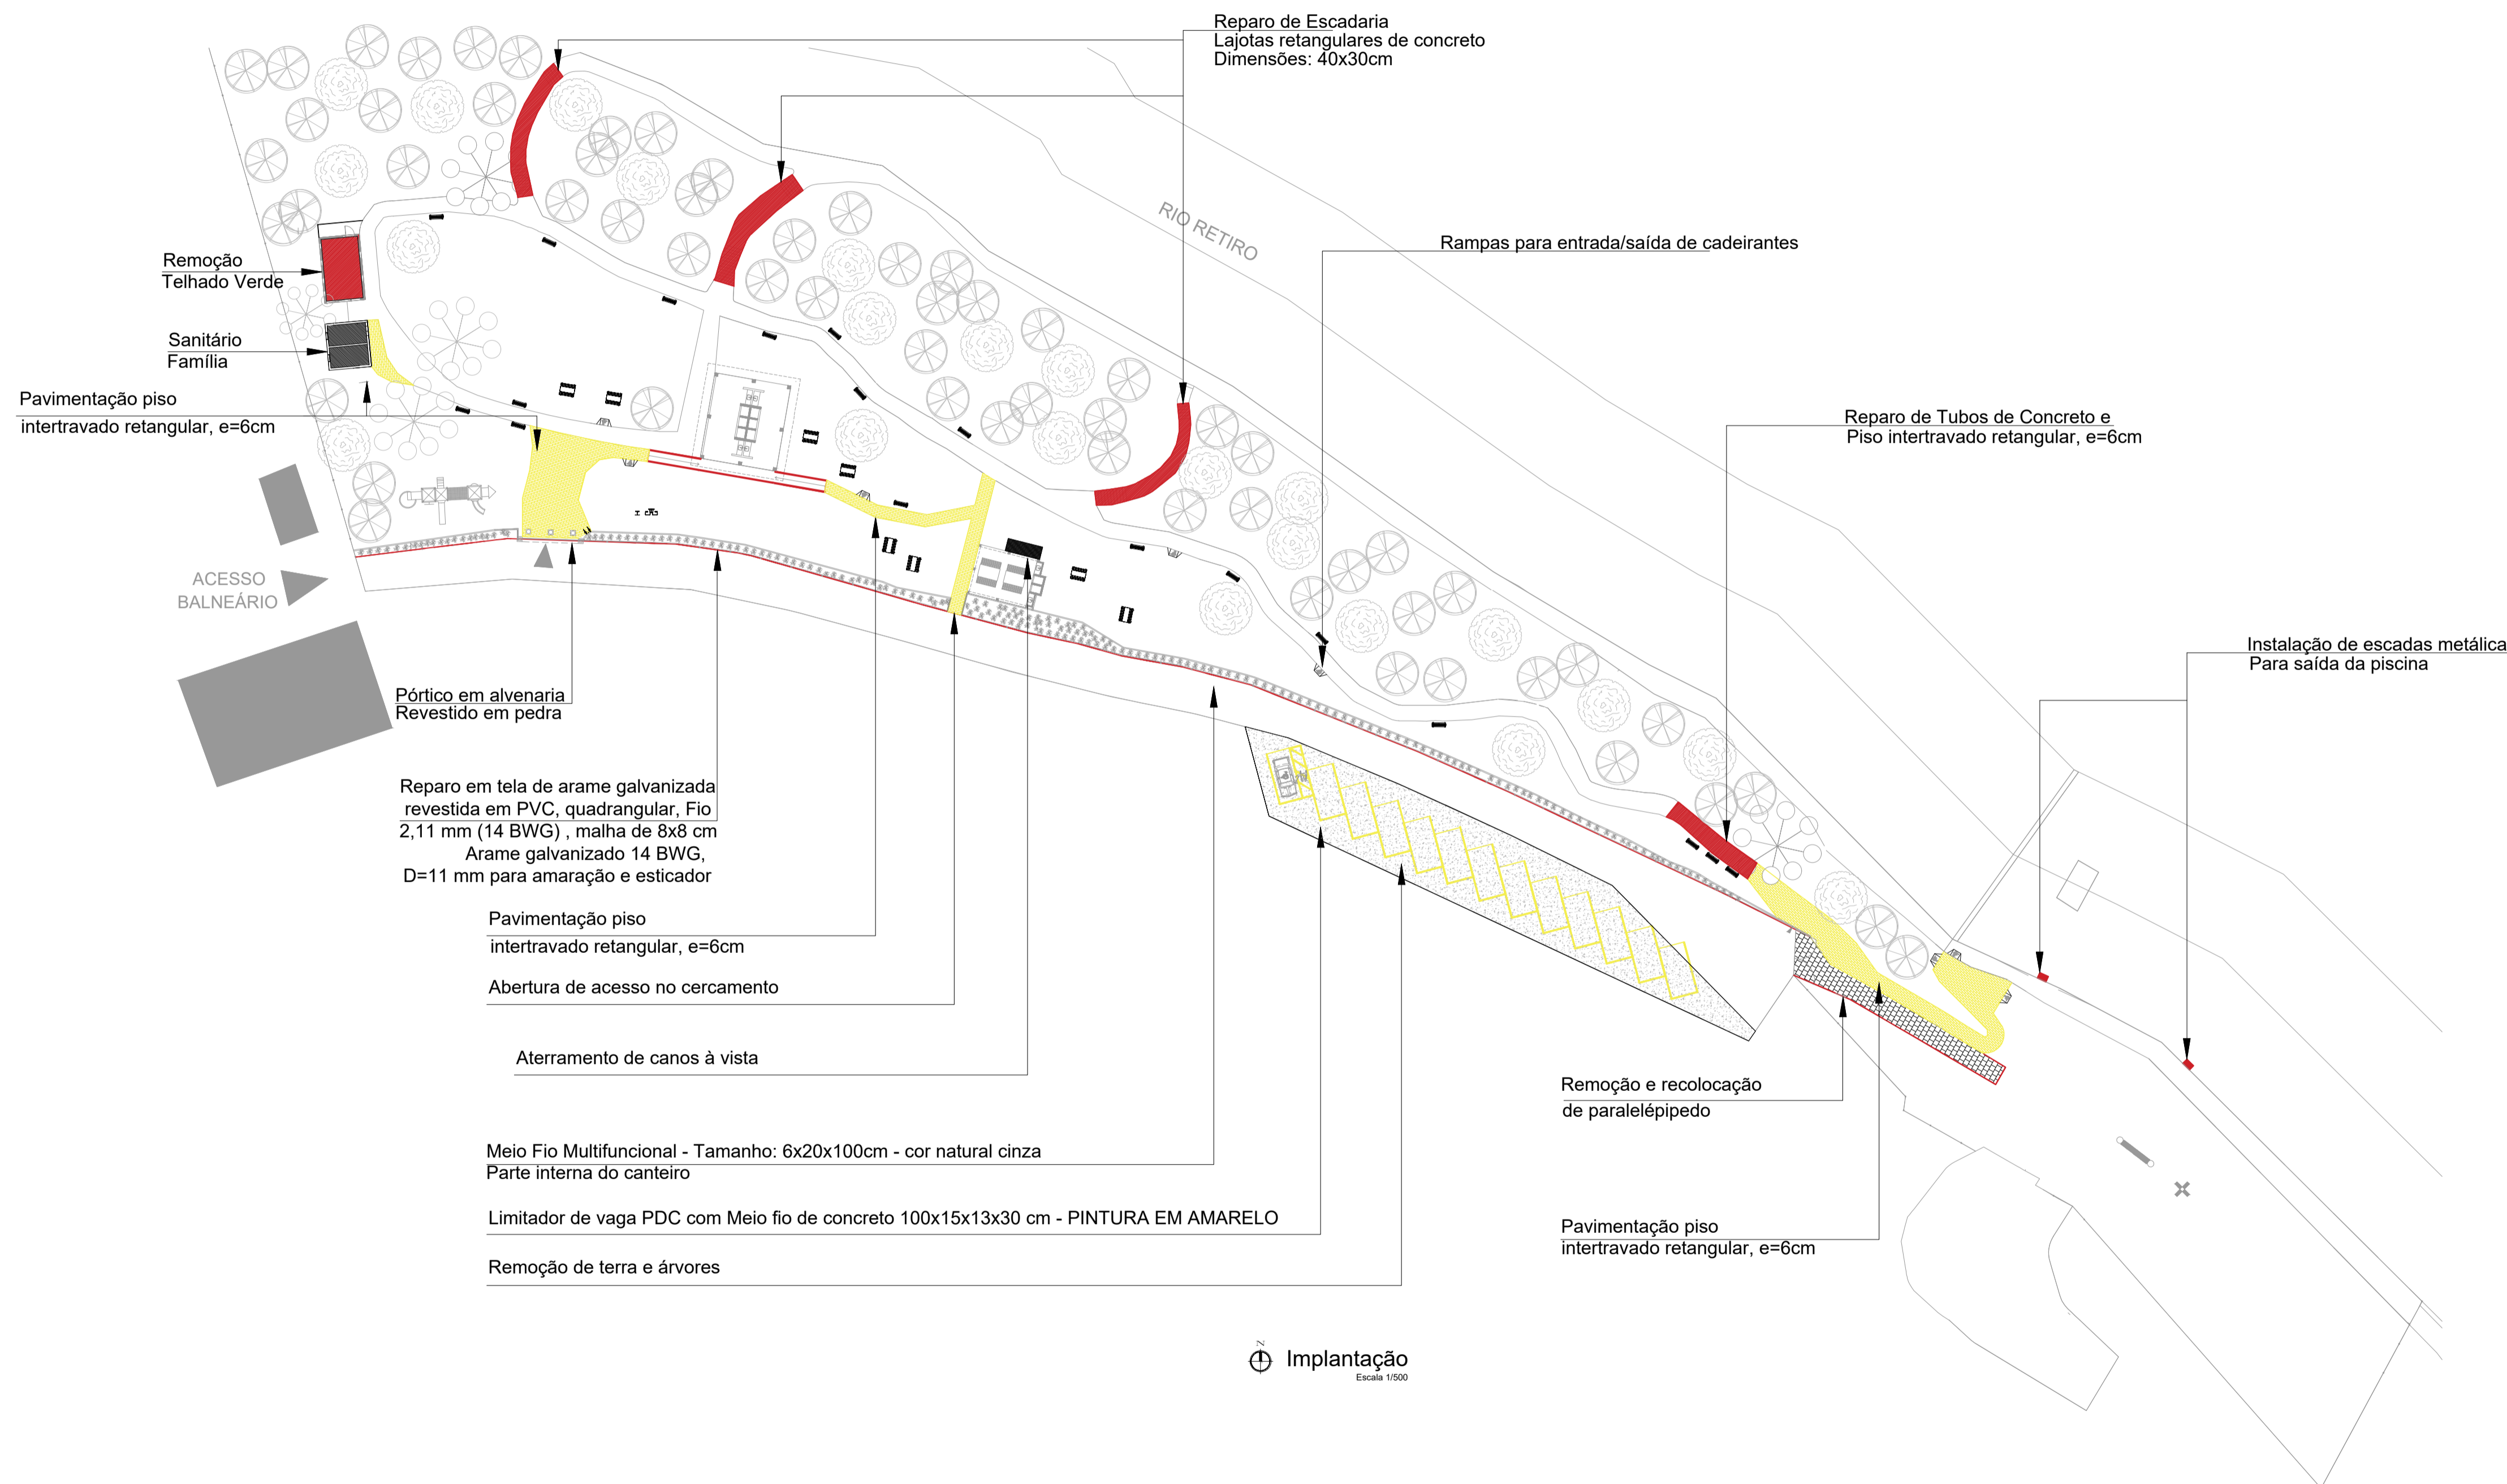 Reparo de Escadaria
Lajotas retangulares de concreto
Dimensões: 40x30cm
RIO RETIRO
Rampas para entrada/saída de cadeirantes
Remoção
Telhado Verde
Sanitário
Família
Pavimentação piso
intertravado retangular, e=6cm
Reparo de Tubos de Concreto e
Piso intertravado retangular, e=6cm
ACESSO
BALNEÁRIO
Instalação de escadas metálica
Para saída da piscina
Pórtico em alvenaria
Revestido em pedra
Reparo em tela de arame galvanizada
revestida em PVC, quadrangular, Fio
2,11 mm (14 BWG) , malha de 8x8 cm
Arame galvanizado 14 BWG,
D=11 mm para amaração e esticador
Pavimentação piso
intertravado retangular, e=6cm
Abertura de acesso no cercamento
Aterramento de canos à vista
Remoção e recolocação
de paralelépipedo
Meio Fio Multifuncional - Tamanho: 6x20x100cm - cor natural cinza
Parte interna do canteiro
Limitador de vaga PDC com Meio fio de concreto 100x15x13x30 cm - PINTURA EM AMARELO
Pavimentação piso
intertravado retangular, e=6cm
Remoção de terra e árvores
N
Implantação
Escala 1/500